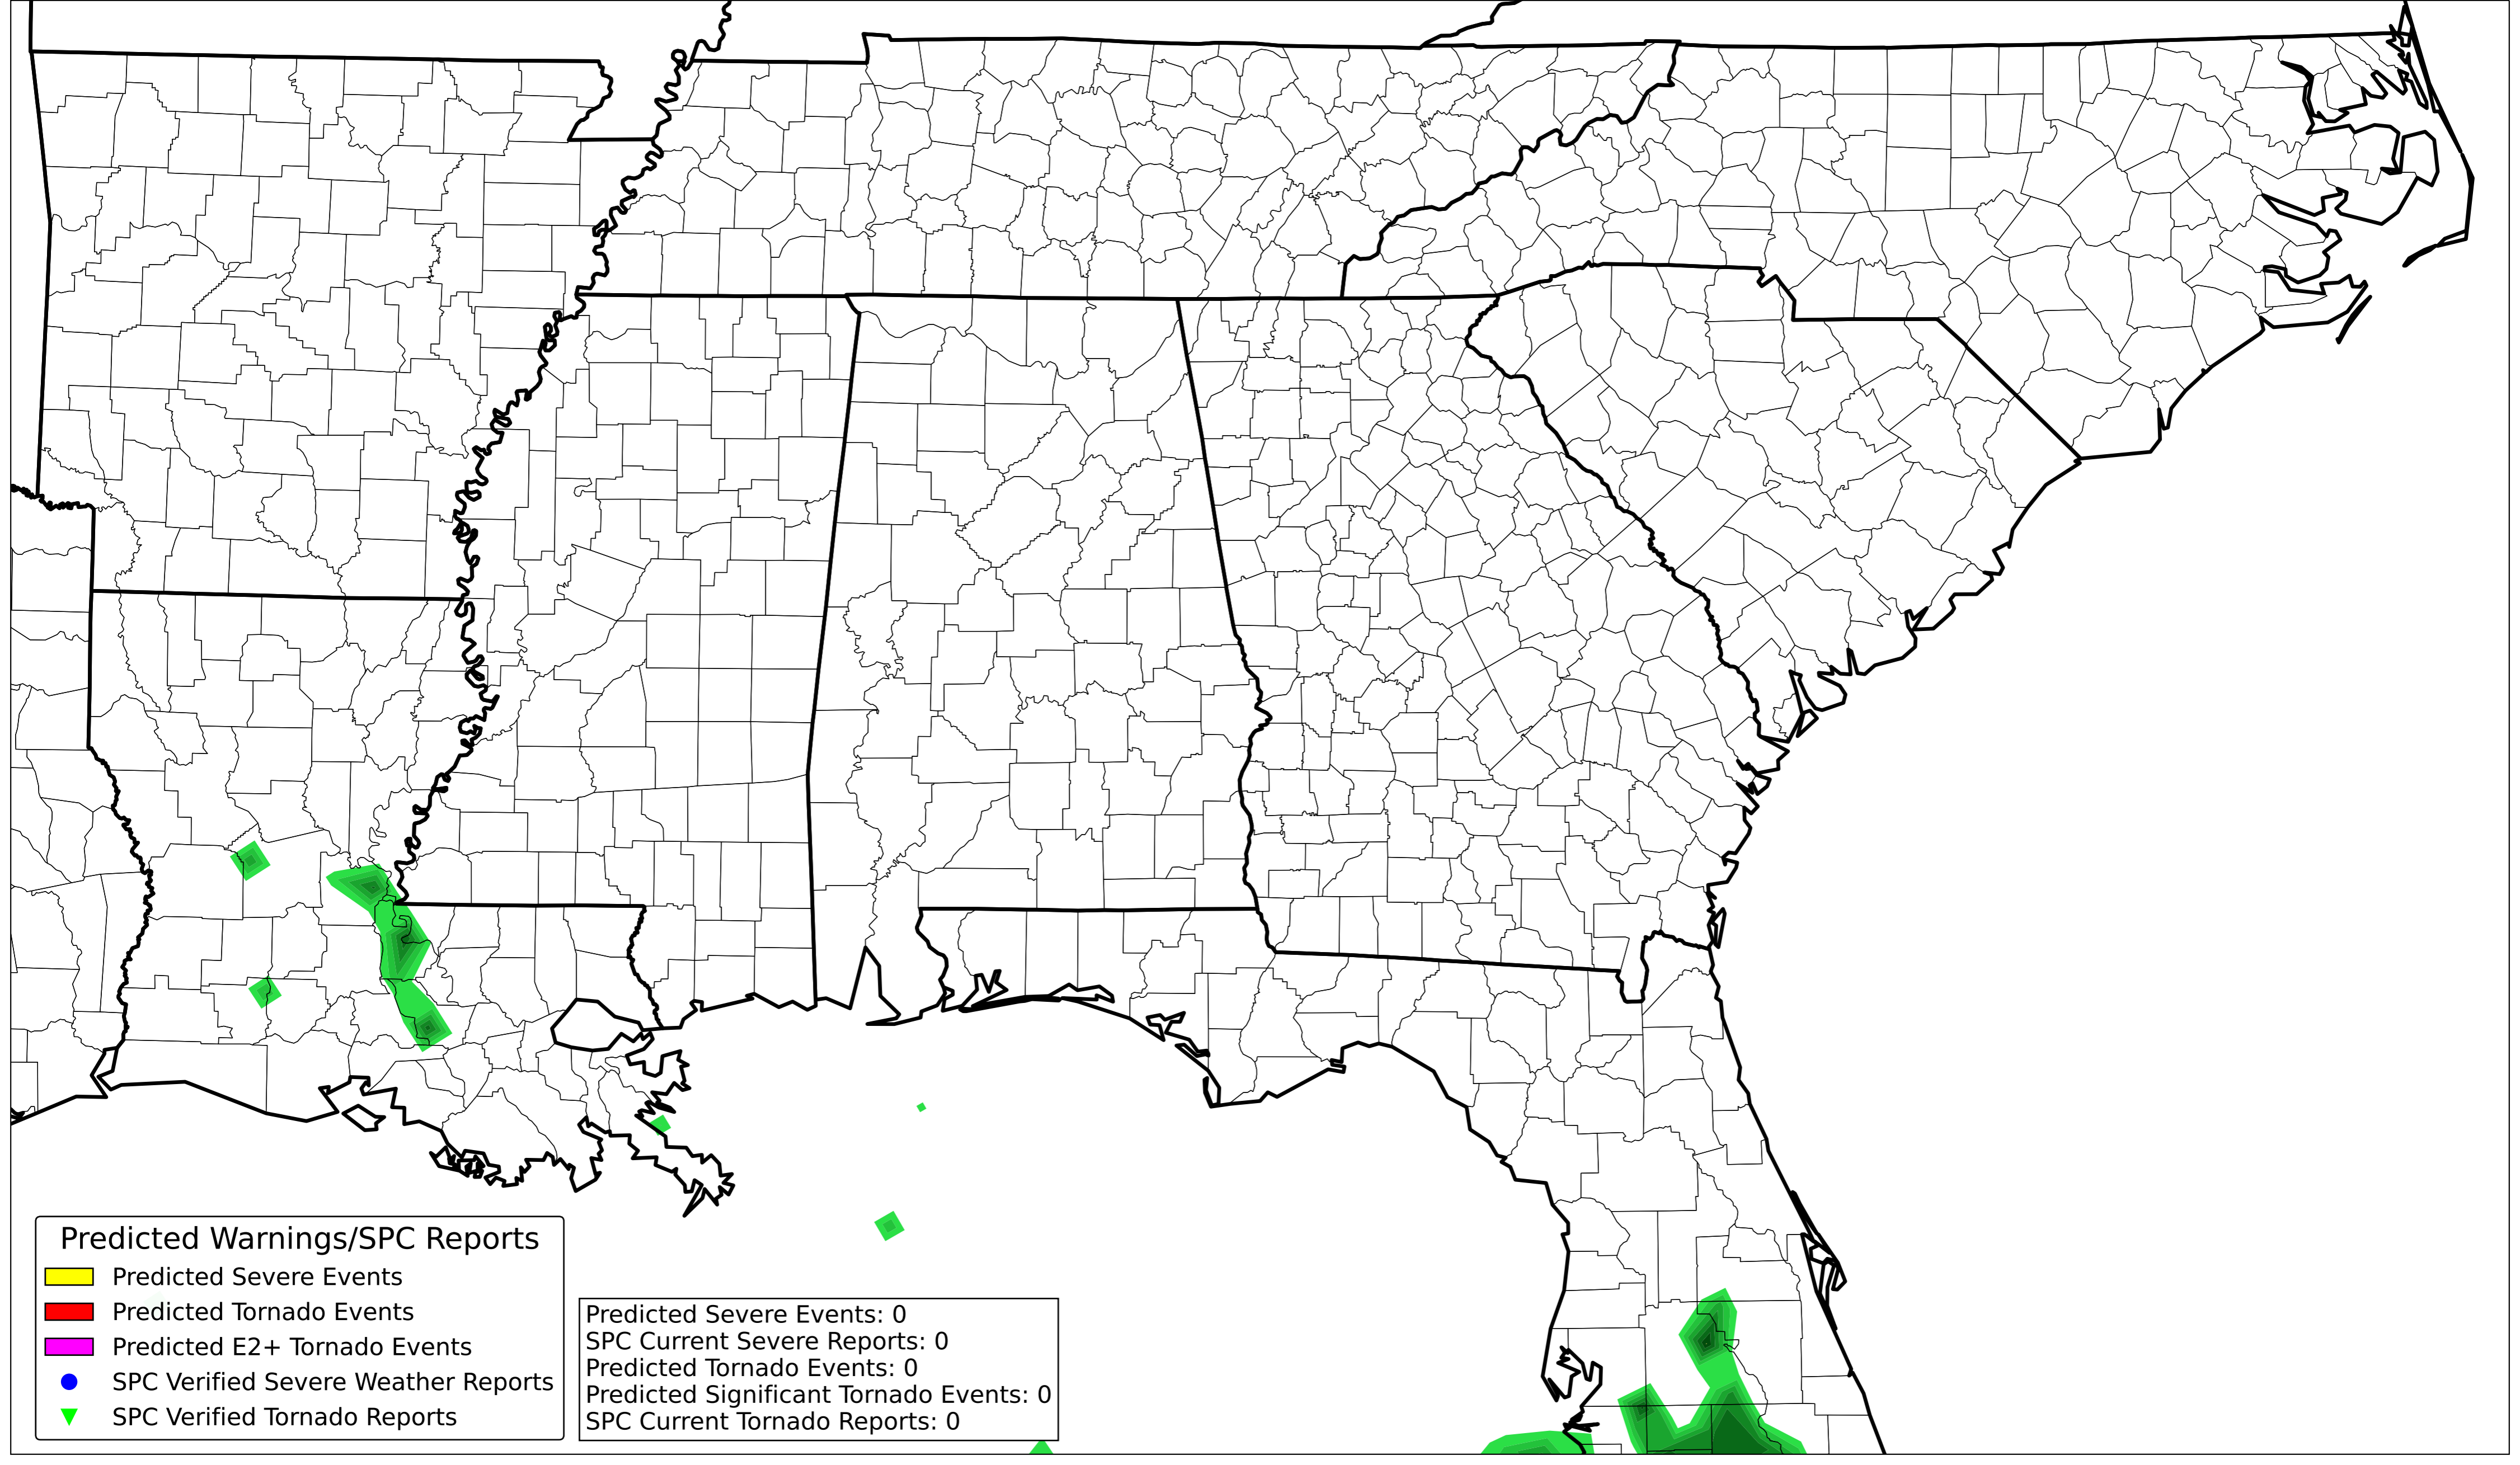 Predicted Warnings/SPC Reports
Predicted Severe Events
Predicted Tornado Events
Predicted E2+ Tornado Events
SPC Verified Severe Weather Reports
SPC Verified Tornado Reports
Predicted Severe Events: 0
SPC Current Severe Reports: 0
Predicted Tornado Events: 0
Predicted Significant Tornado Events: 0
SPC Current Tornado Reports: 0